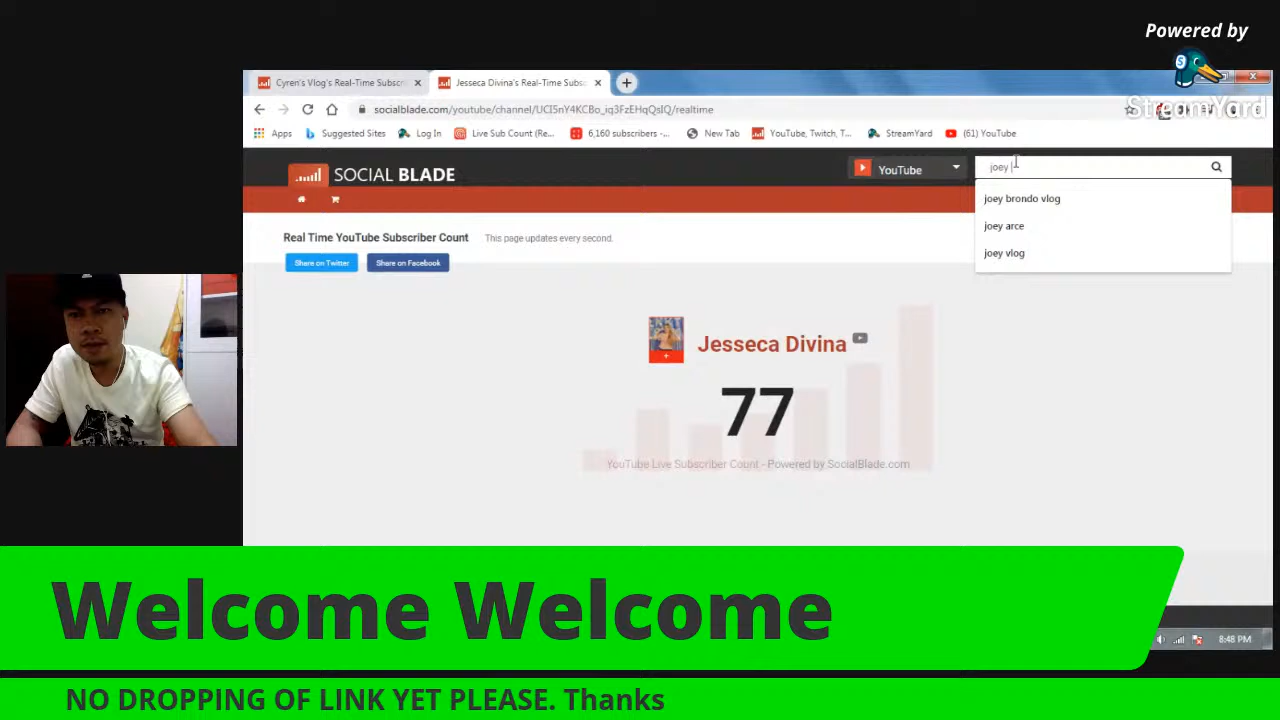 Powered by
StreamYard
Cyren's Vlog's Real-Time Subscri
Jesseca Divina's Real-Time Subsc
socialblade.com/youtube/channel/UCI5nY4KCBo_iq3FzEHqQsIQ/realtime
Apps Suggested Sites Log In Live Sub Count (Re... 6,160 subscribers -... New Tab YouTube, Twitch, T... StreamYard (61) YouTube
SOCIAL BLADE
YouTube
joey
joey brondo vlog
joey arce
joey vlog
Real Time YouTube Subscriber Count
This page updates every second.
Share on Twitter
Share on Facebook
Jesseca Divina
77
YouTube Live Subscriber Count - Powered by SocialBlade.com
8:48 PM
Welcome Welcome
NO DROPPING OF LINK YET PLEASE. Thanks